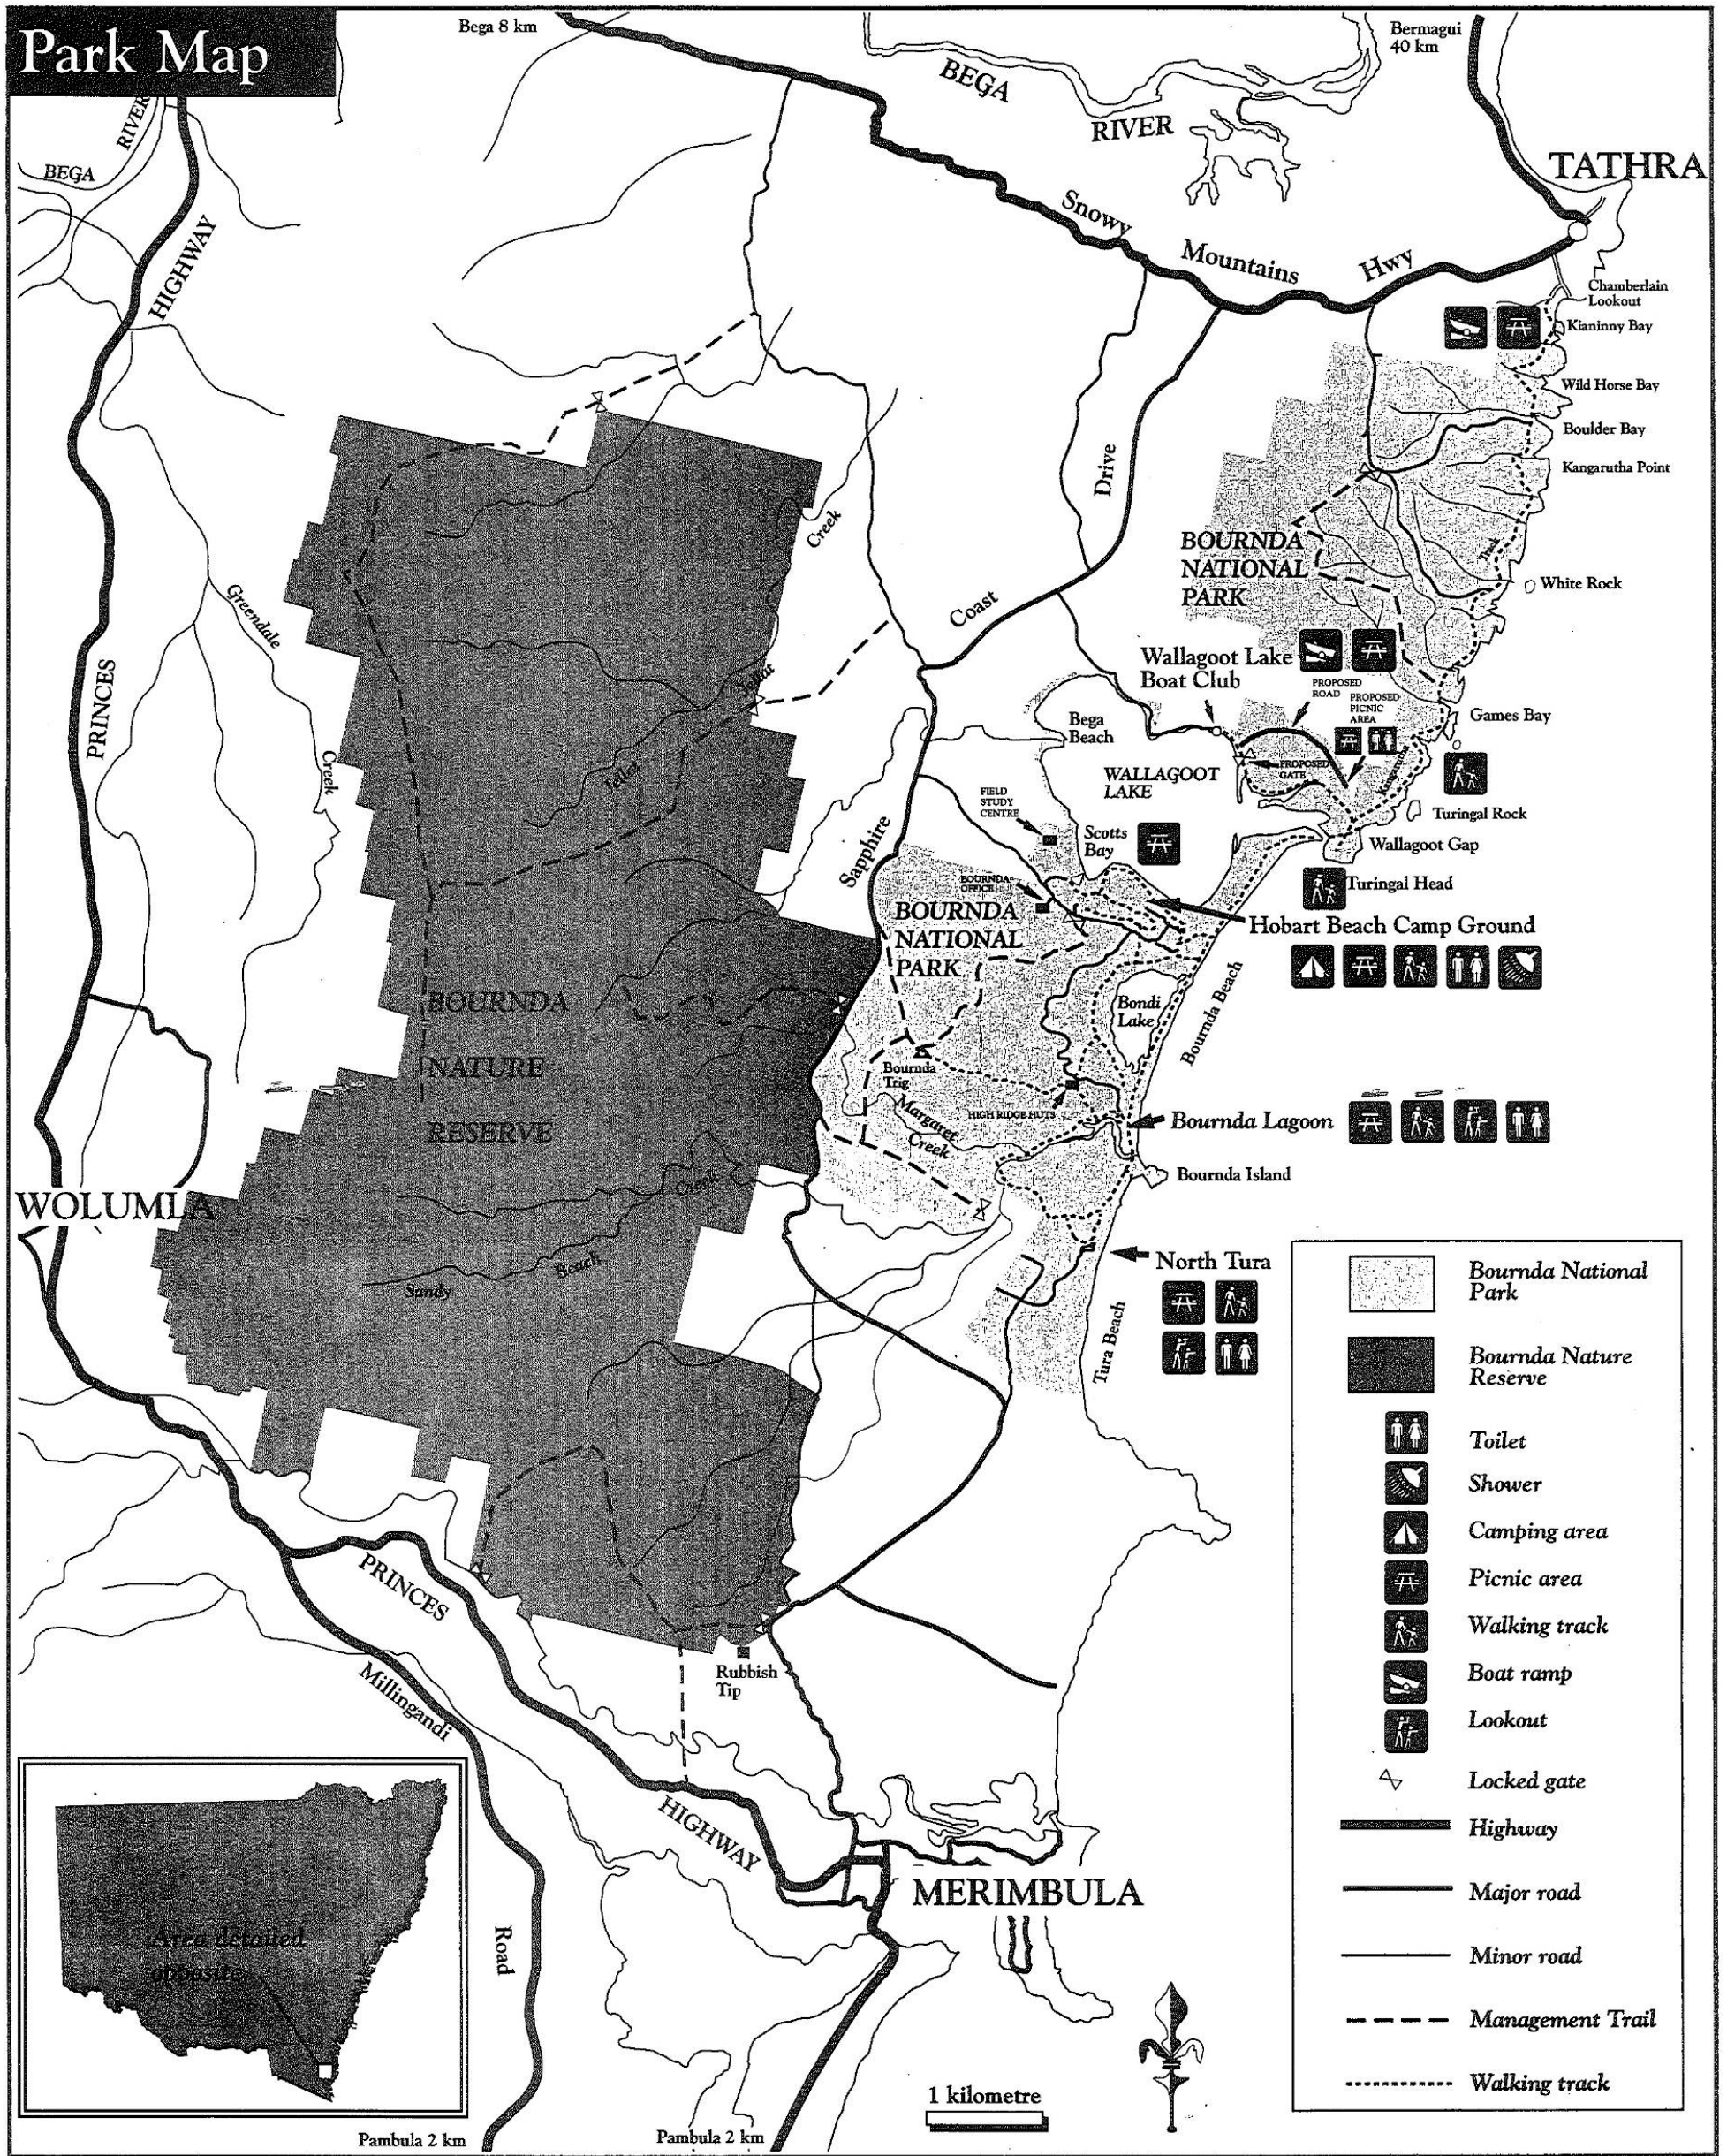 Park Map
Bega 8 km
Bermagui
40 km
BEGA
RIVER
BEGA
RIVER
TATHRA
HIGHWAY
Snowy
Mountains
Hwy
Chamberlain
Lookout
Kianinny Bay
Wild Horse Bay
Boulder Bay
Kangarutha Point
Drive
Creek
BOURNDA
NATIONAL
PARK
Track
White Rock
Greendale
Coast
PRINCES
Wallagoot Lake
Boat Club
PROPOSED
ROAD
PROPOSED
PICNIC
AREA
Jellat
Games Bay
Bega
Beach
Creek
Jellat
WALLAGOOT
LAKE
PROPOSED
GATE
Kangarutha
FIELD
STUDY
CENTRE
Turingal Rock
Sapphire
Scotts
Bay
Wallagoot Gap
BOURNDA
OFFICE
Turingal Head
BOURNDA
NATIONAL
PARK
Hobart Beach Camp Ground
BOURNDA
NATURE
RESERVE
Bondi
Lake
Bournda Beach
Bournda
Trig
HIGH RIDGE HUTS
Margaret
Creek
Bournda Lagoon
Bournda Island
WOLUMLA
Creek
Beach
Sandy
North Tura
Tura Beach
Bournda National
Park
Bournda Nature
Reserve
Toilet
Shower
Camping area
Picnic area
Walking track
Boat ramp
Lookout
Locked gate
Highway
Major road
Minor road
Management Trail
Walking track
PRINCES
Rubbish
Tip
Millingandi
HIGHWAY
MERIMBULA
Area detailed
opposite
Road
1 kilometre
Pambula 2 km
Pambula 2 km